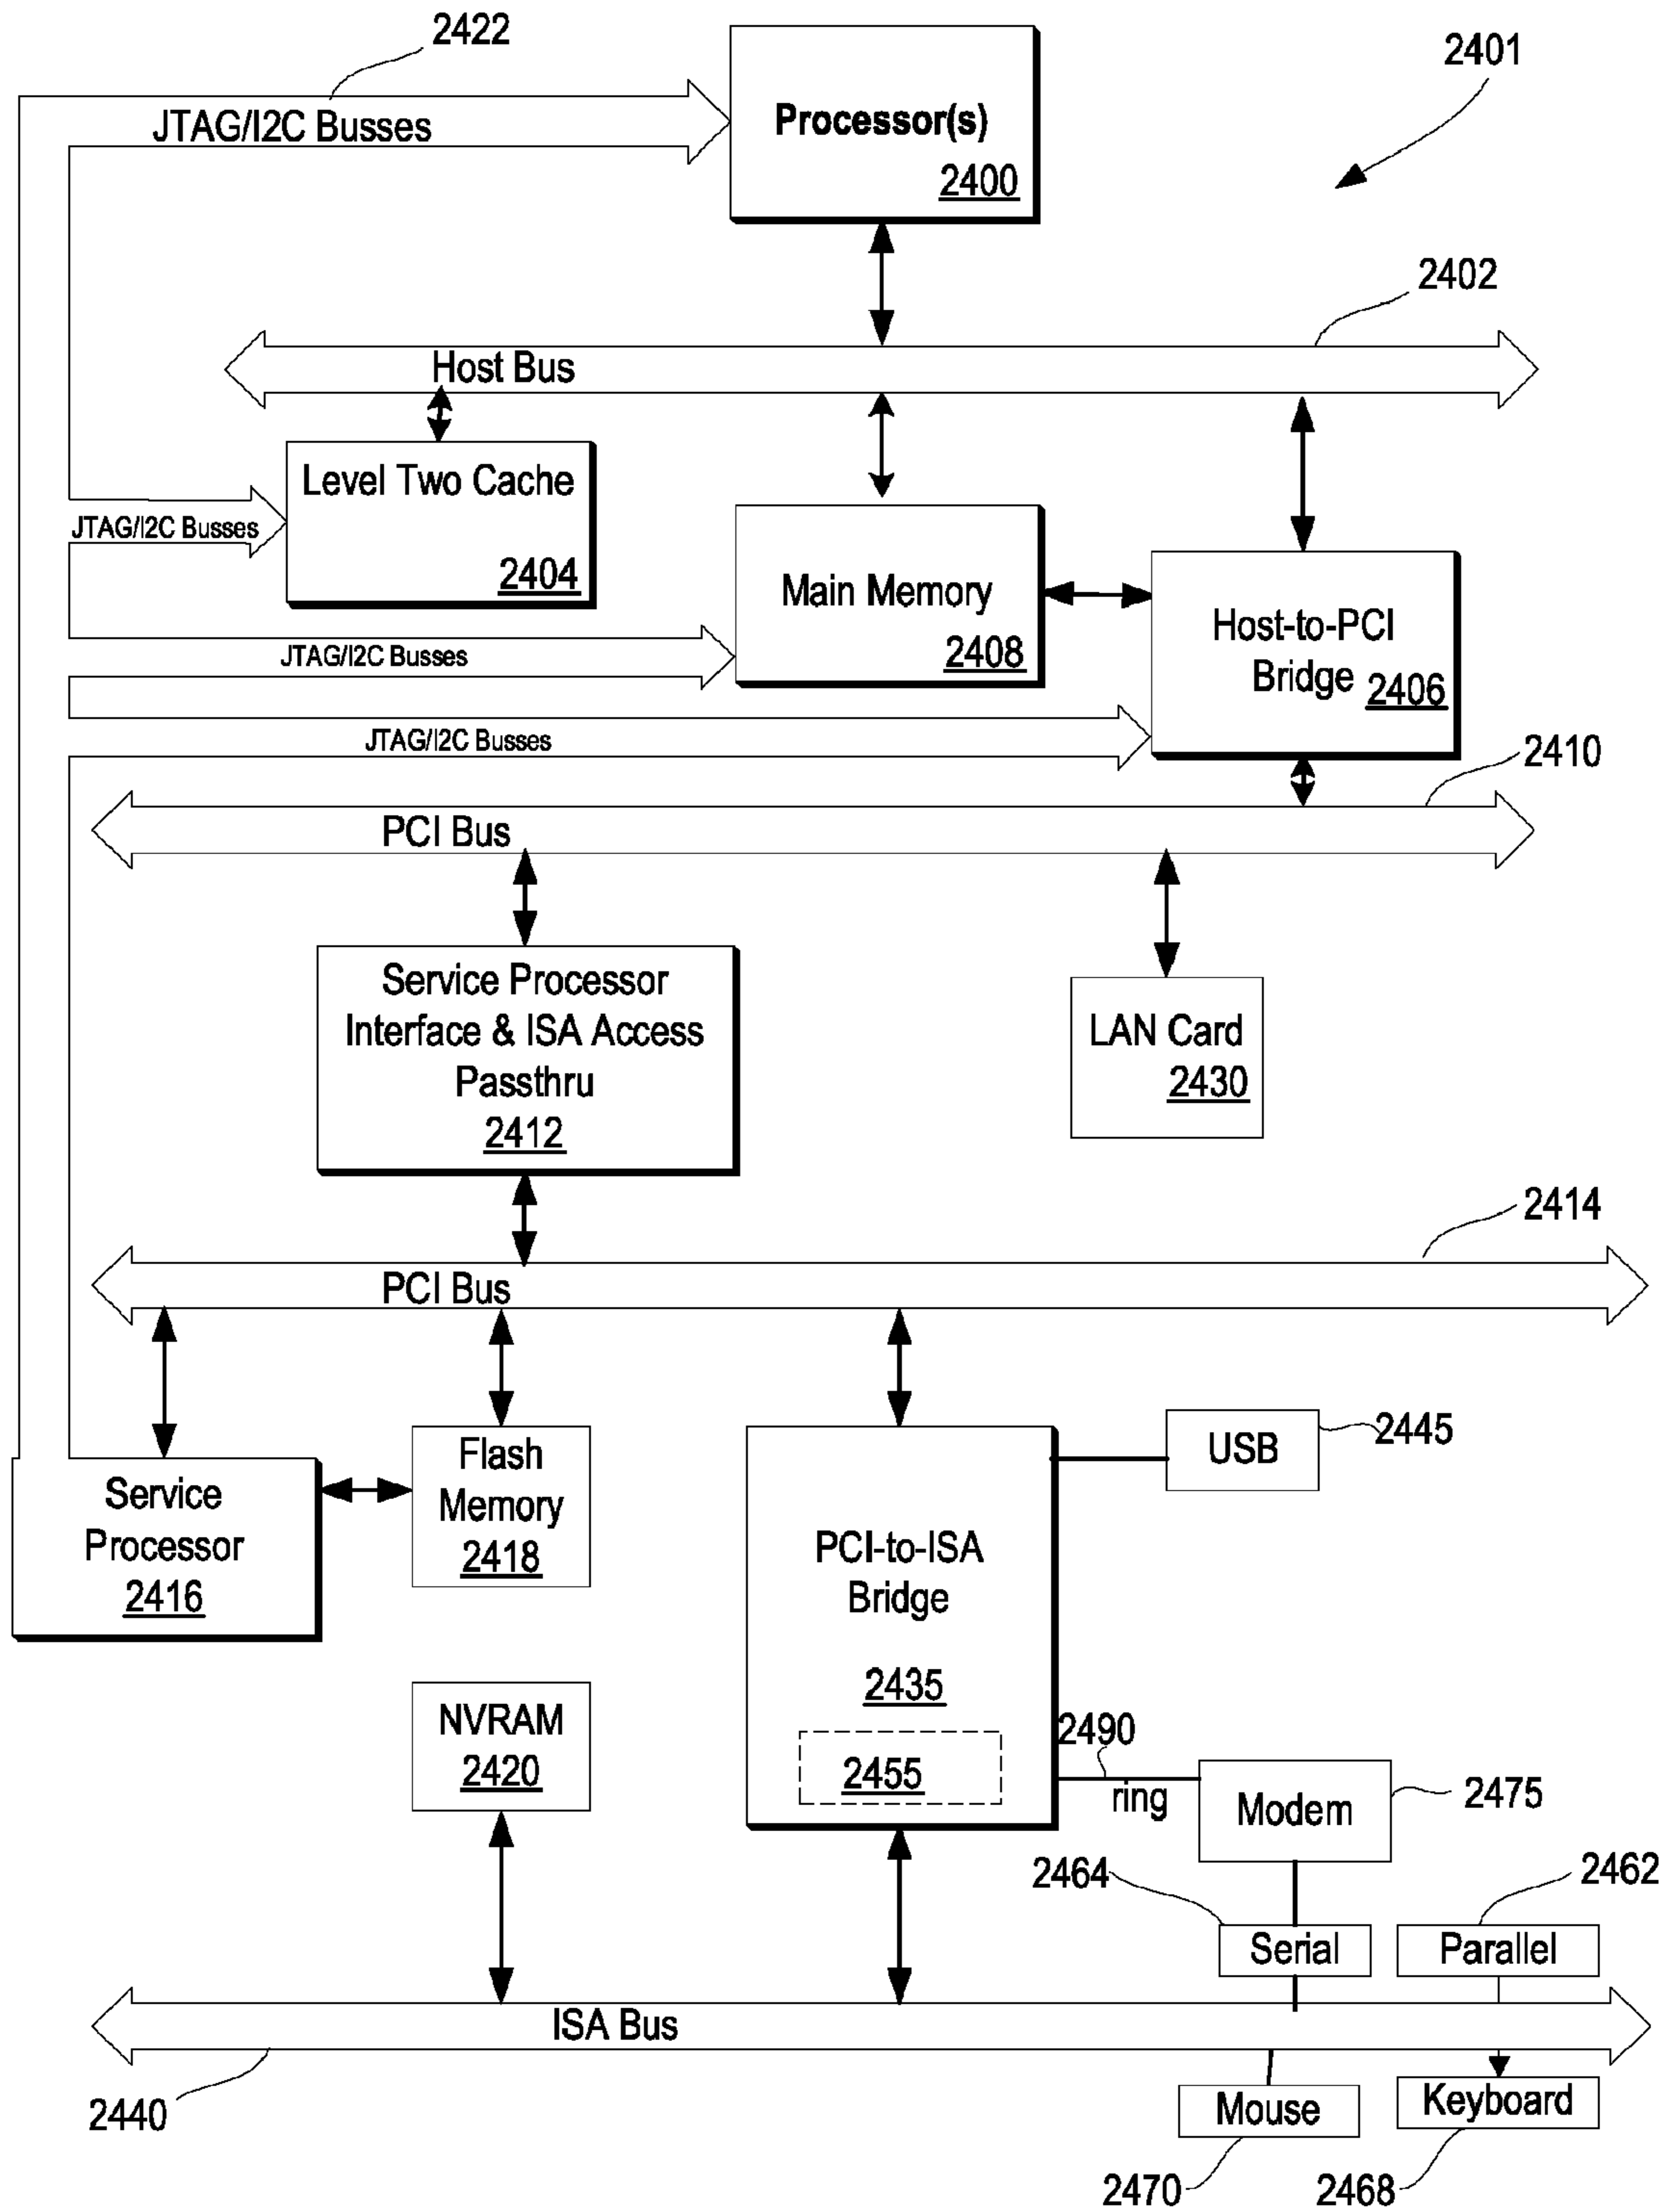 2422
2401
JTAG/I2C Busses
Processor(s)
2400
2402
Host Bus
Level Two Cache
2404
JTAG/I2C Busses
Main Memory
2408
Host-to-PCI
Bridge 2406
JTAG/I2C Busses
JTAG/I2C Busses
2410
PCI Bus
Service Processor
Interface & ISA Access
Passthru
2412
LAN Card
2430
2414
PCI Bus
Service
Processor
2416
Flash
Memory
2418
PCI-to-ISA
Bridge
2435
2455
USB
2445
NVRAM
2420
2490
ring
Modem
2475
2464
2462
Serial
Parallel
ISA Bus
2440
Mouse
Keyboard
2470
2468